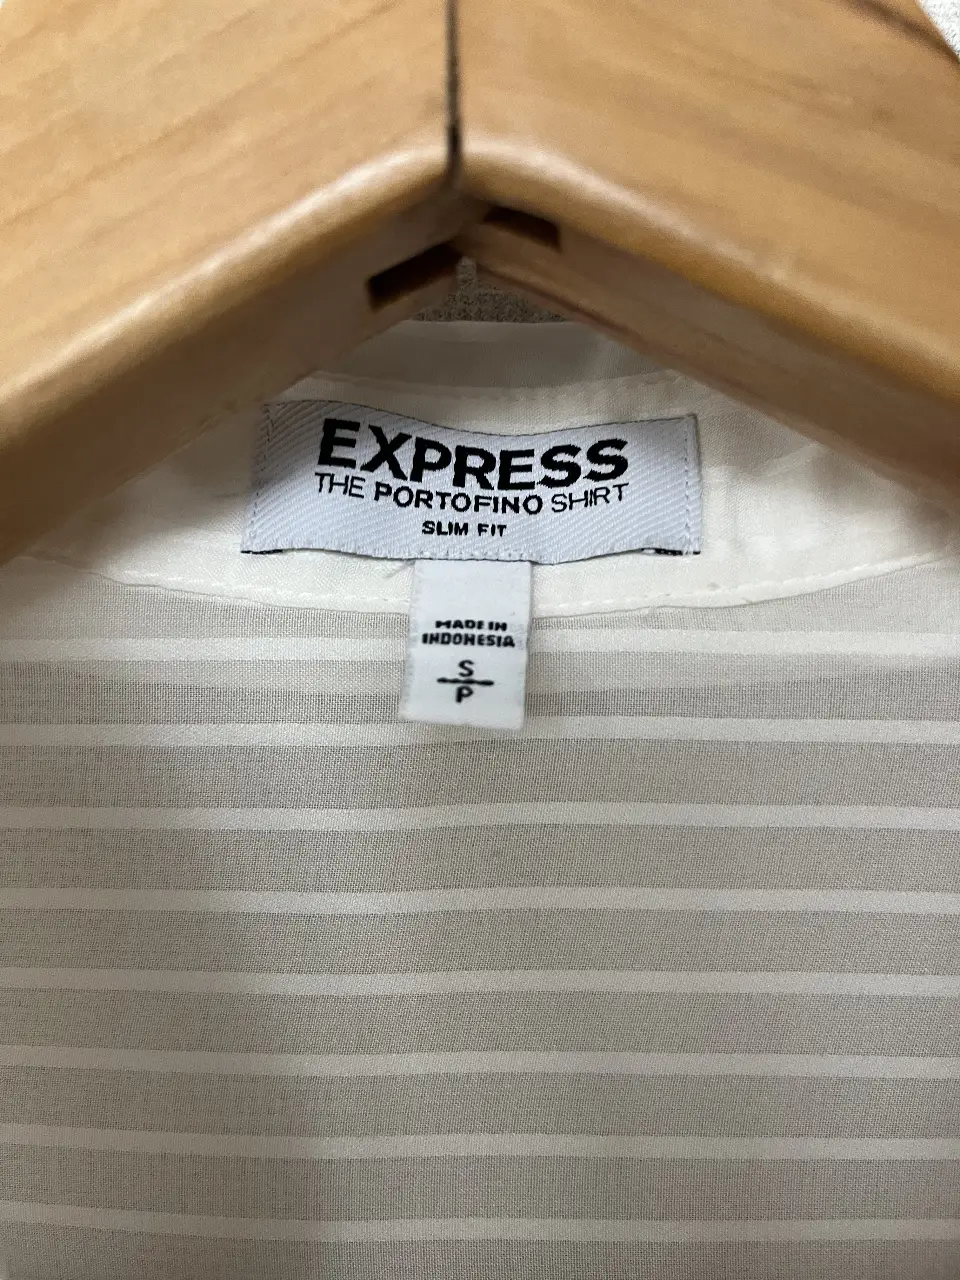 EXPRESS
THE PORTOFINO SHIRT
SLIM FIT
MADE IN
INDONESIA
S
P